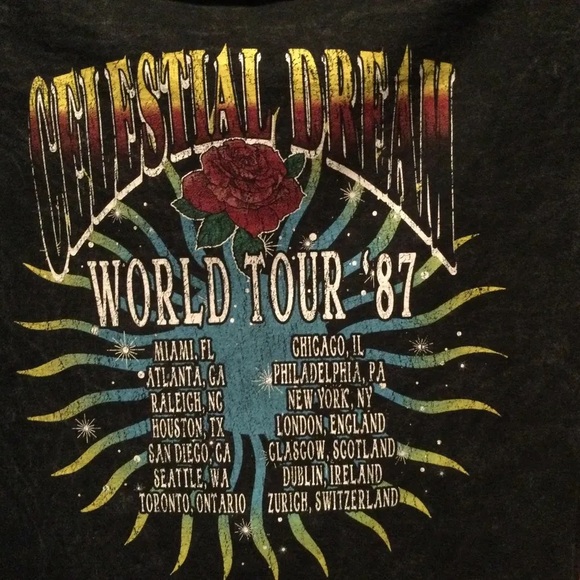 CELESTIAL DREAM
WORLD TOUR '87
MIAMI, FL
ATLANTA, GA
RALEIGH, NC
HOUSTON, TX
SAN DIEGO, CA
SEATTLE, WA
TORONTO, ONTARIO
CHICAGO, IL
PHILADELPHIA, PA
NEW YORK, NY
LONDON, ENGLAND
GLASGOW, SCOTLAND
DUBLIN, IRELAND
ZURICH, SWITZERLAND